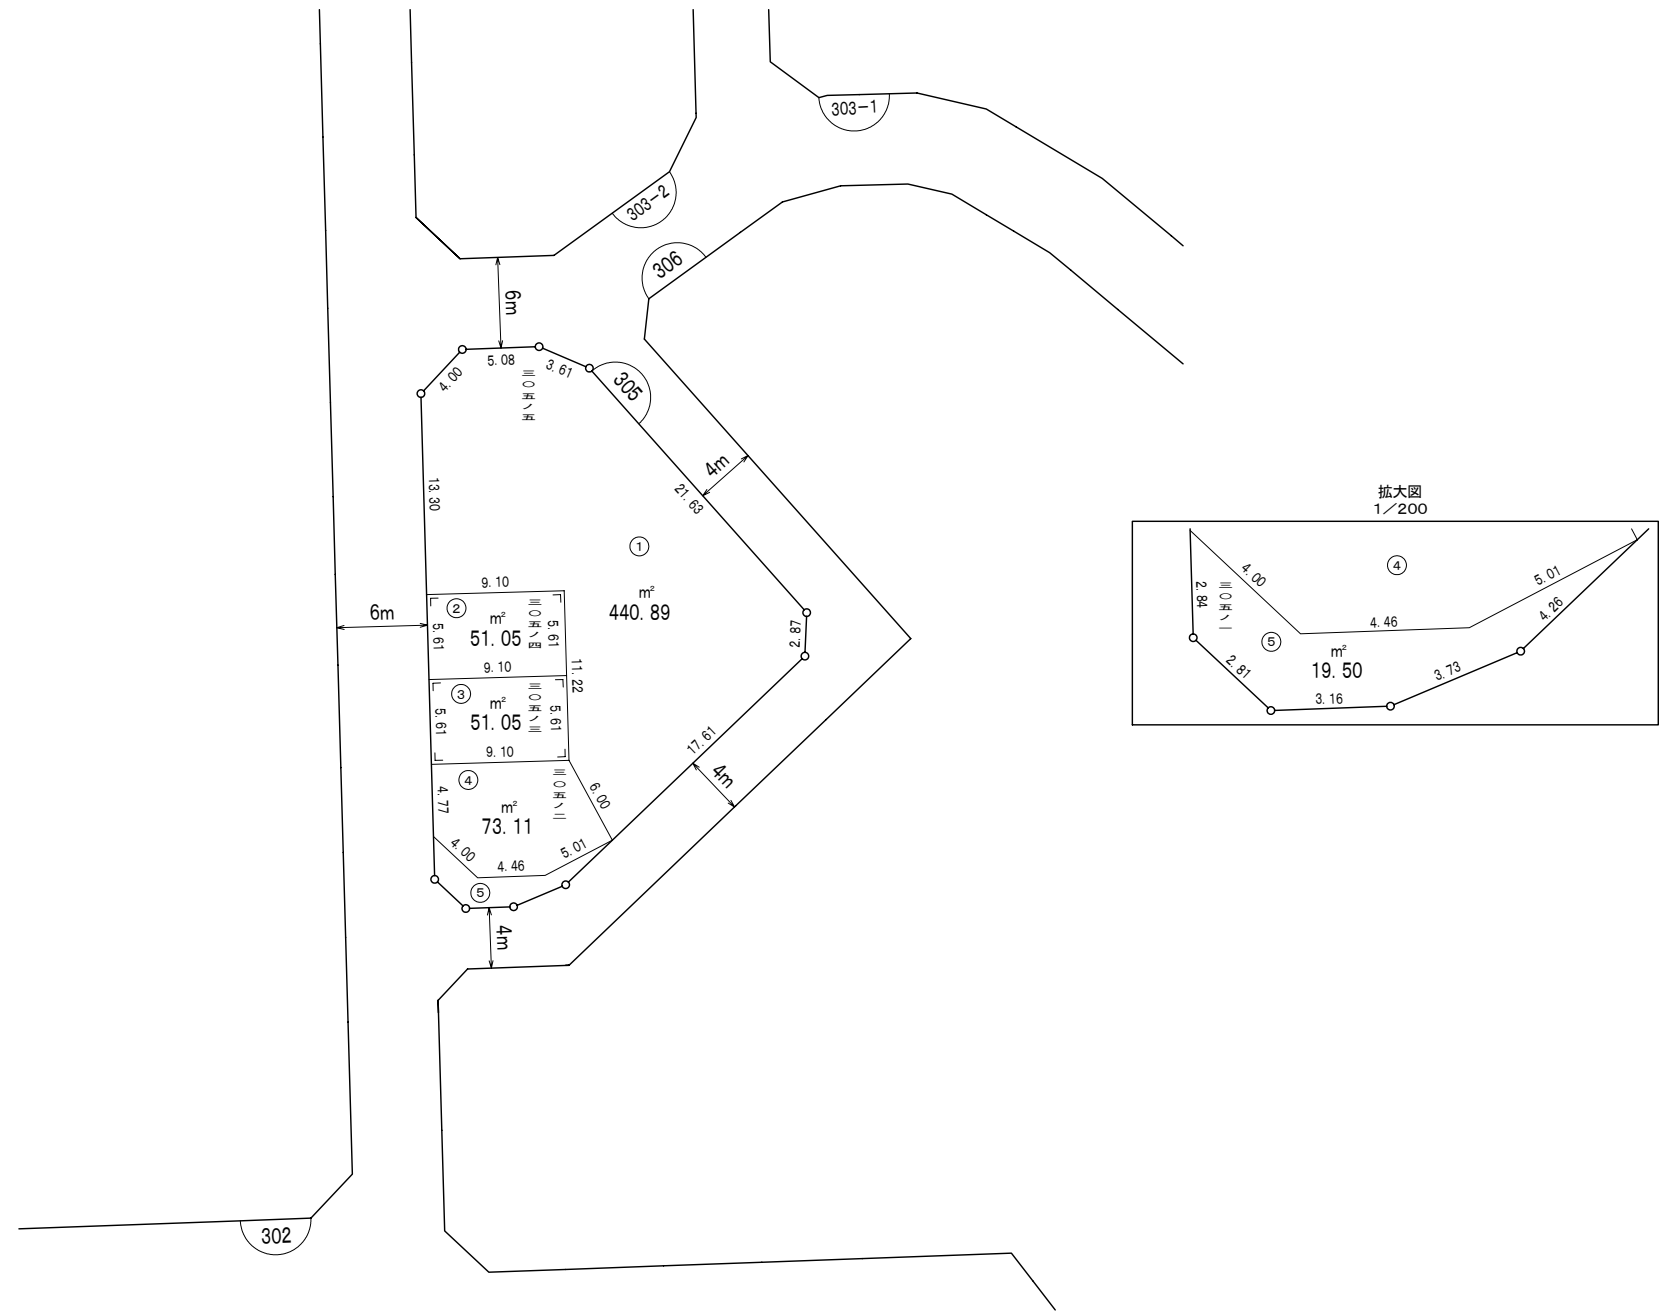 303−1
303−2
306
6m
5.08
3.61
4.00
三〇五ノ五
305
4m
13.30
21.63
①
m²
440.89
9.10
②
m²
51.05
三〇五ノ四
5.61
5.61
6m
2.87
9.10
11.22
③
m²
51.05
三〇五ノ三
5.61
5.61
9.10
④
4.77
m²
73.11
三〇五ノ二
6.00
17.61
4m
4.00
4.46
5.01
⑤
4m
302
拡大図
1／200
4.00
④
5.01
2.84
三〇五ノ一
4.46
4.26
⑤
m²
19.50
2.81
3.73
3.16